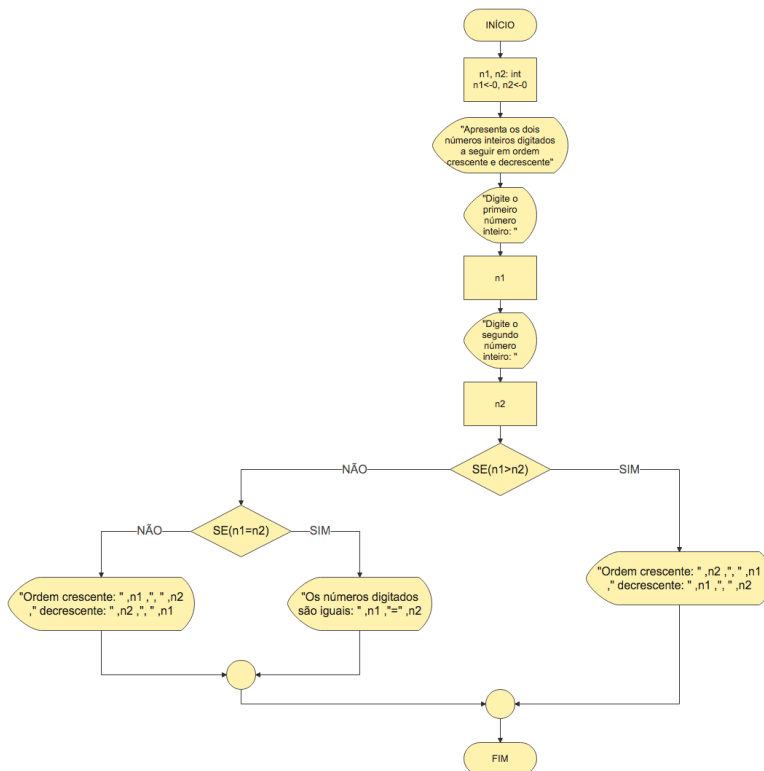 INÍCIO
n1, n2: int
n1<-0, n2<-0
"Apresenta os dois
números inteiros digitados
a seguir em ordem
crescente e decrescente"
"Digite o
primeiro
número
inteiro: "
n1
"Digite o
segundo
número
inteiro: "
n2
SE(n1>n2)
NÃO
SIM
SE(n1=n2)
NÃO
SIM
"Ordem crescente: " ,n1 ,", " ,n2
," decrescente: " ,n2 ,", " ,n1
"Os números digitados
são iguais: " ,n1 ,"=" ,n2
"Ordem crescente: " ,n2 ,", " ,n1
," decrescente: " ,n1 ,", " ,n2
FIM